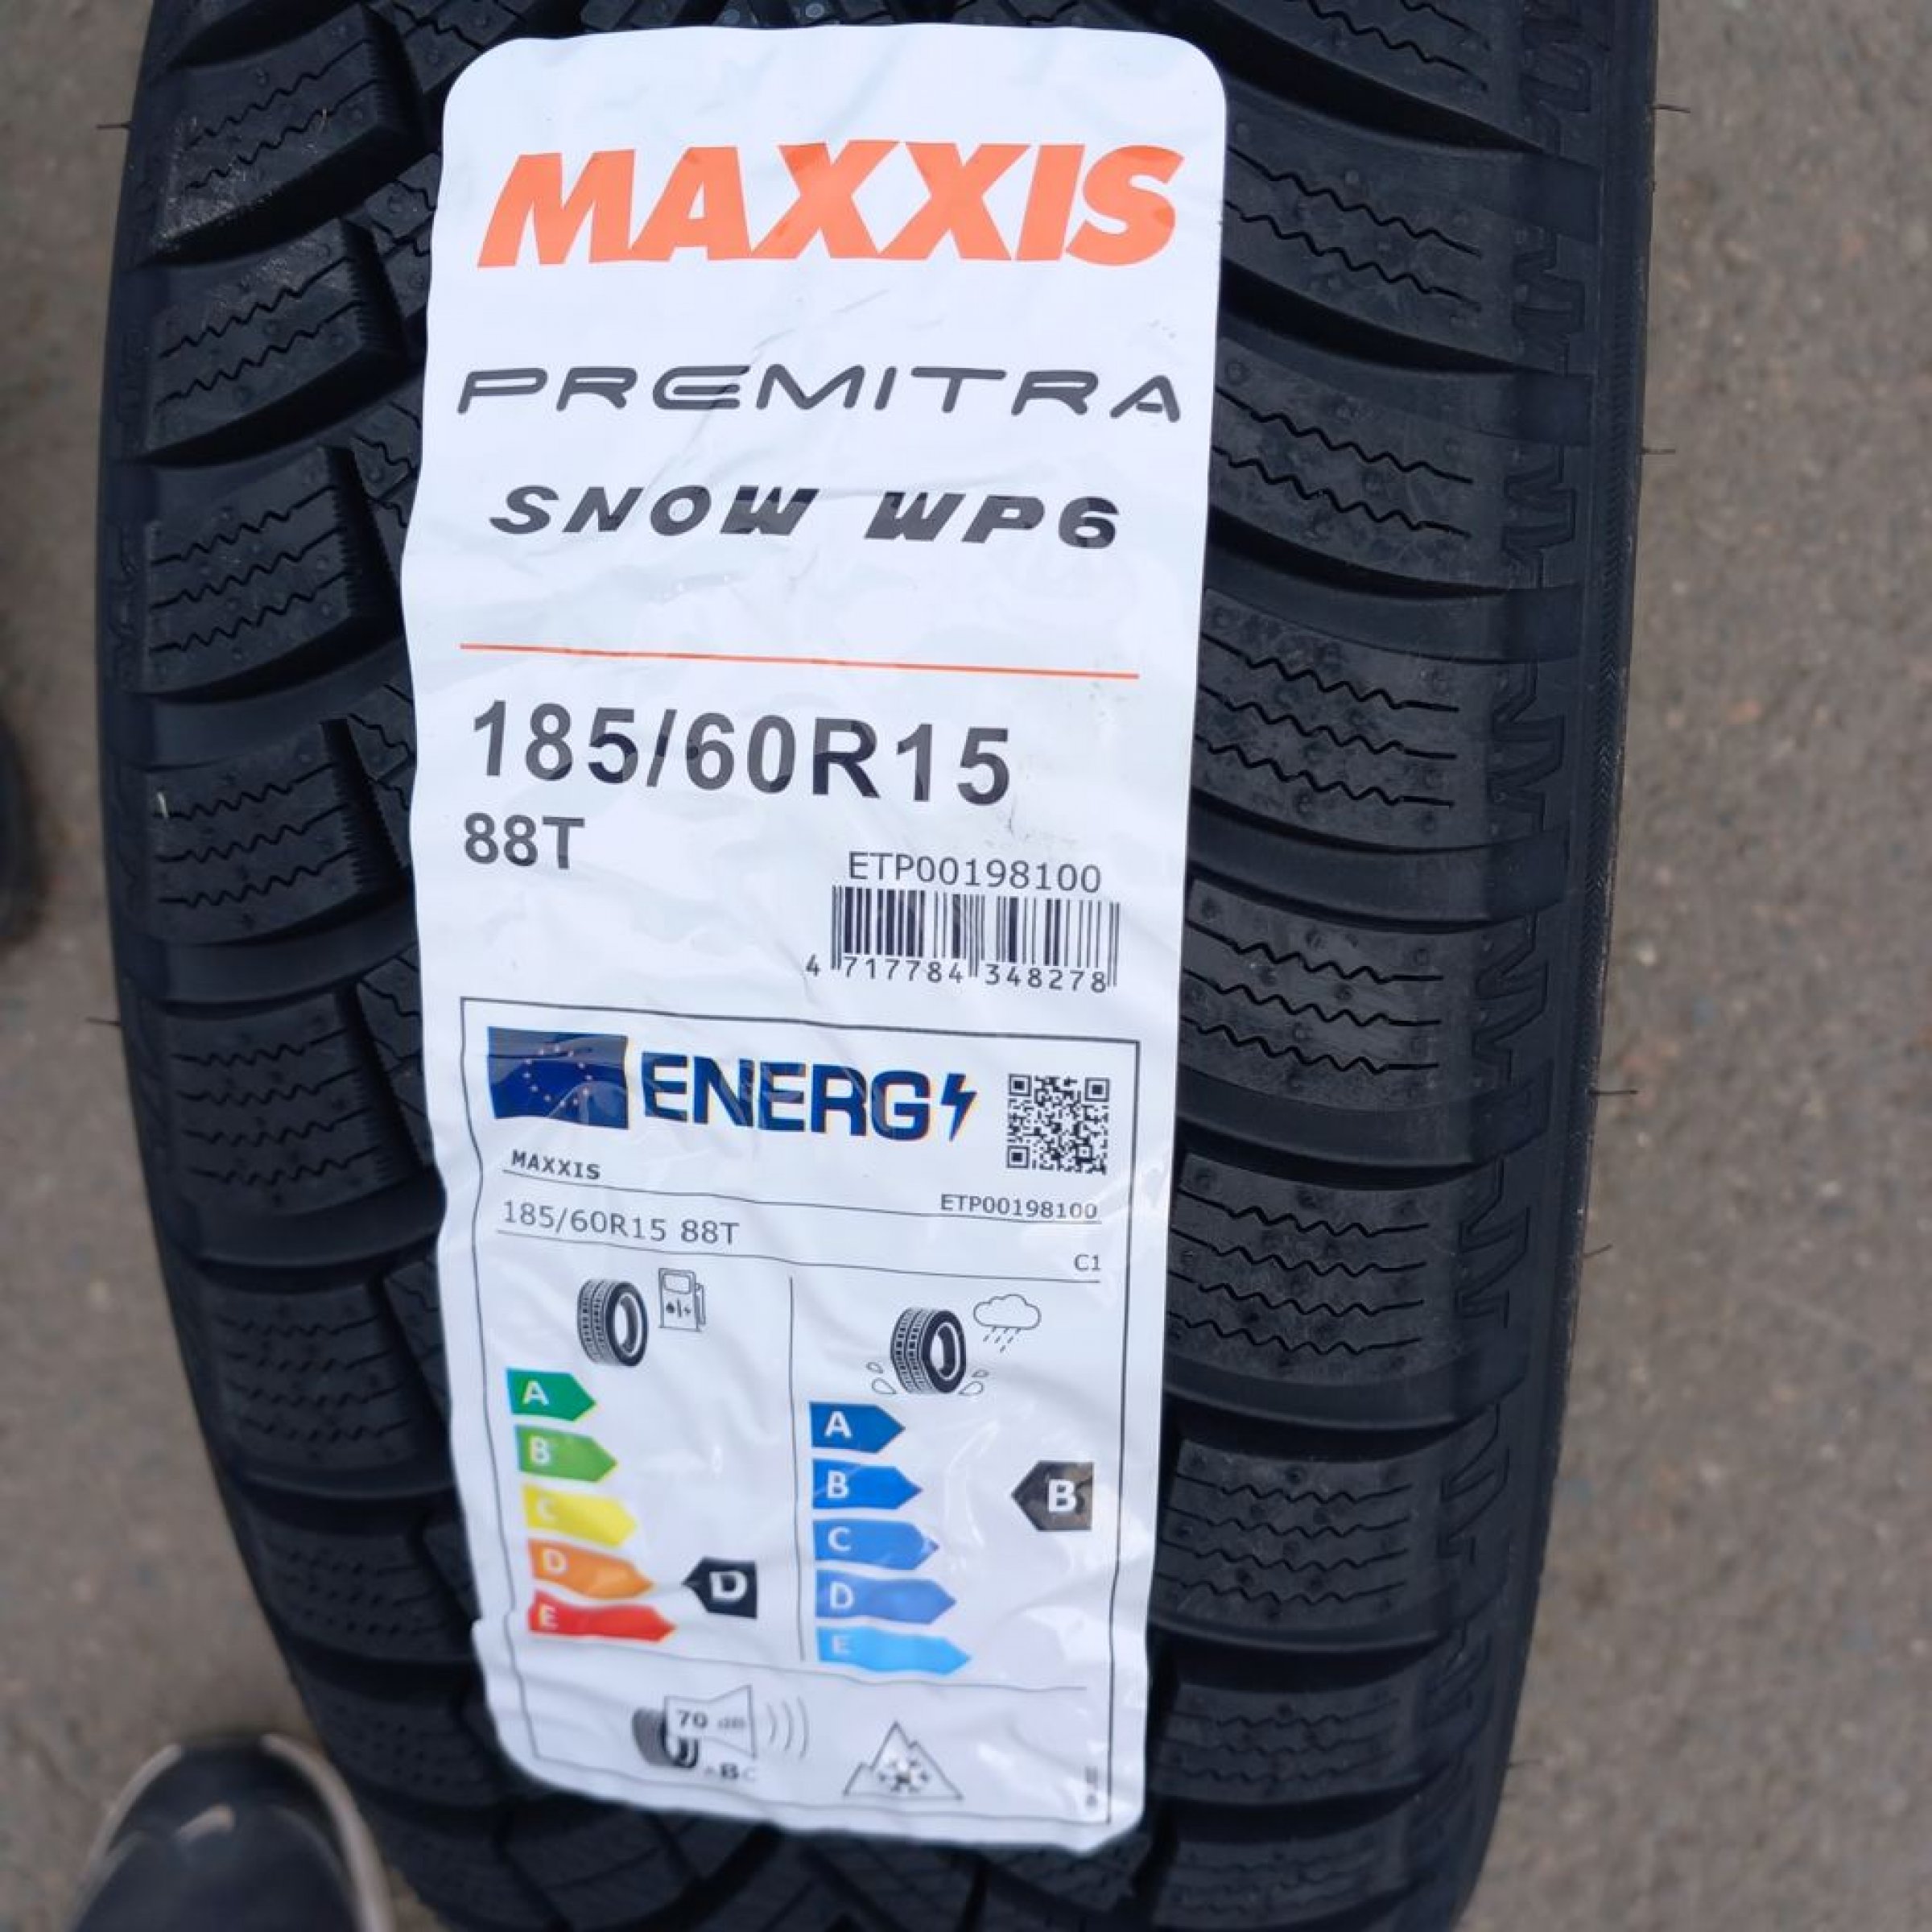 MAXXIS
PREMITRA
SNOW WP6
185/60R15
88T
ETP00198100
4 717784 348278
ENERG
MAXXIS
ETP00198100
185/60R15 88T
C1
A
B
C
D
E
D
A
B
C
D
E
B
70 dB
ABC